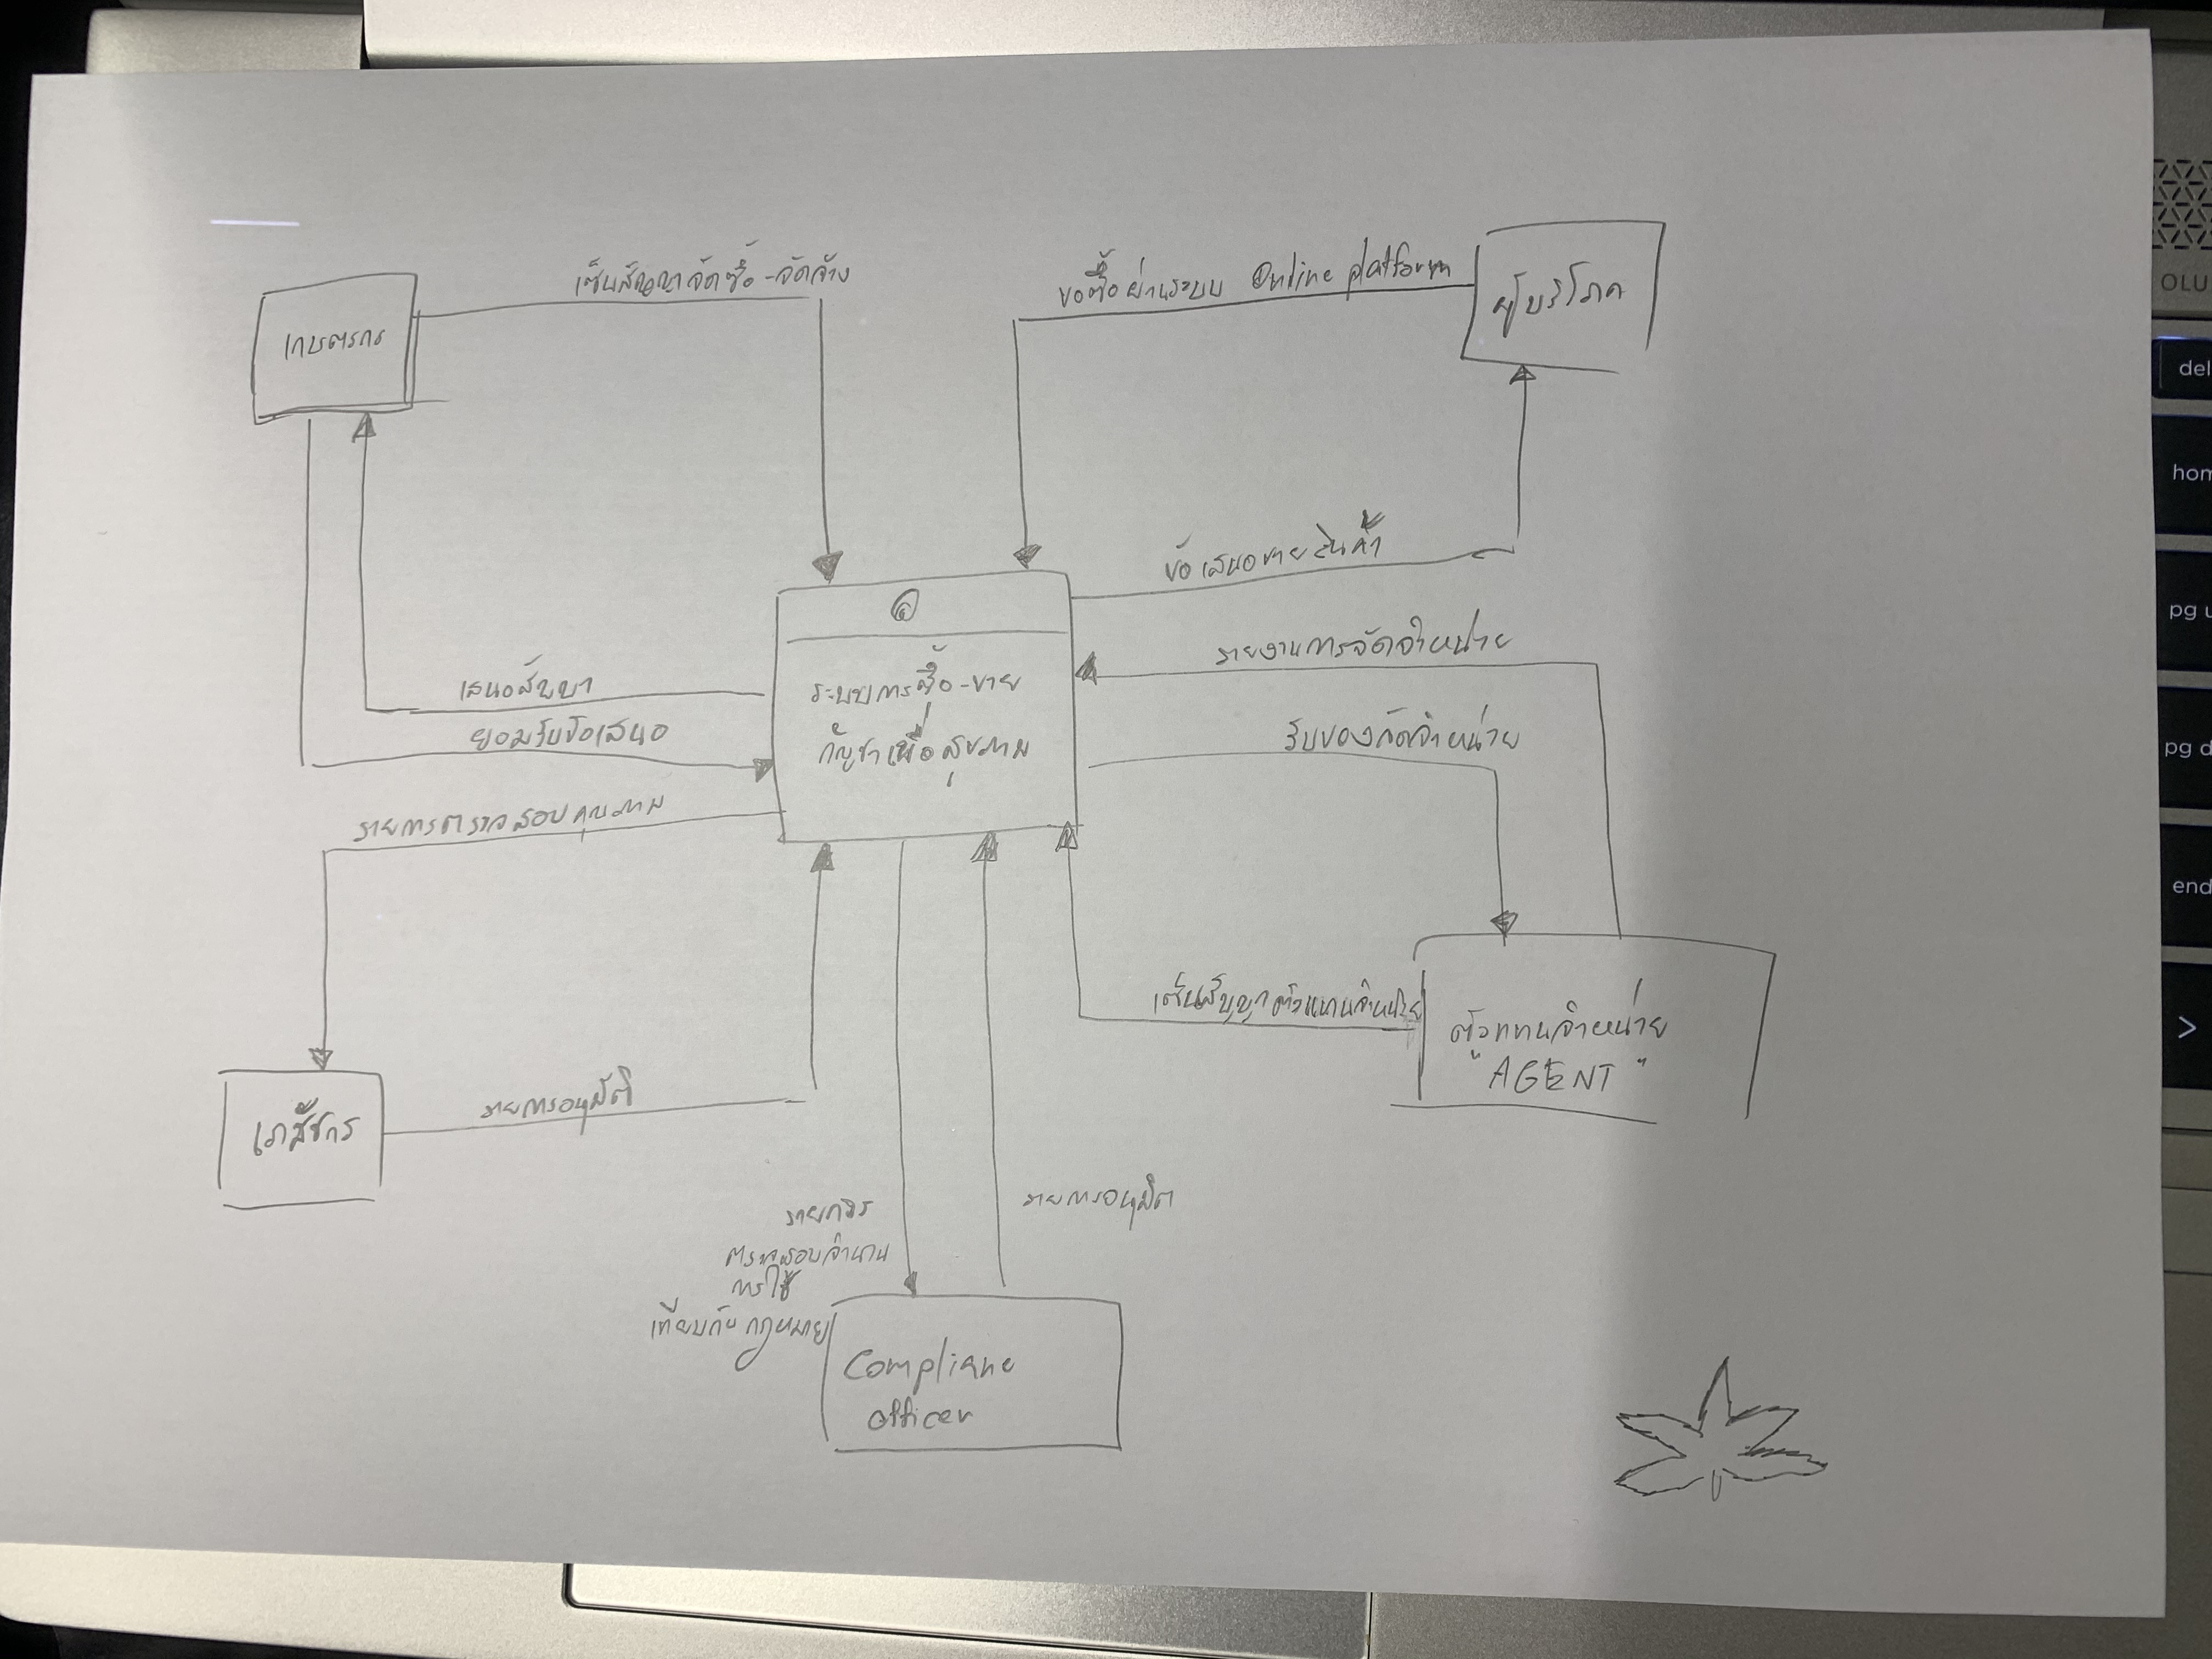 เซ็นสัญญาจัดซื้อ-จัดจ้าง
ขอซื้อผ่านระบบ Online platform
เกษตรกร
ผู้บริโภค
ข้อเสนอขายสินค้า
ระบบการซื้อ-ขาย
กัญชาเพื่อสุขภาพ
เสนอสัญญา
ยอมรับข้อเสนอ
รายงานการจัดจำหน่าย
รับของจัดจำหน่าย
รายการตรวจสอบคุณภาพ
เซ็นสัญญาตัวแทนจำหน่าย
ตัวแทนจำหน่าย
"AGENT"
เภสัชกร
รายการอนุมัติ
รายการ
ตรวจสอบจำนวน
การใช้
เทียบกับกฎหมาย
รายการอนุมัติ
Compliane
officer
OLU
del
hom
pg u
pg d
end
>